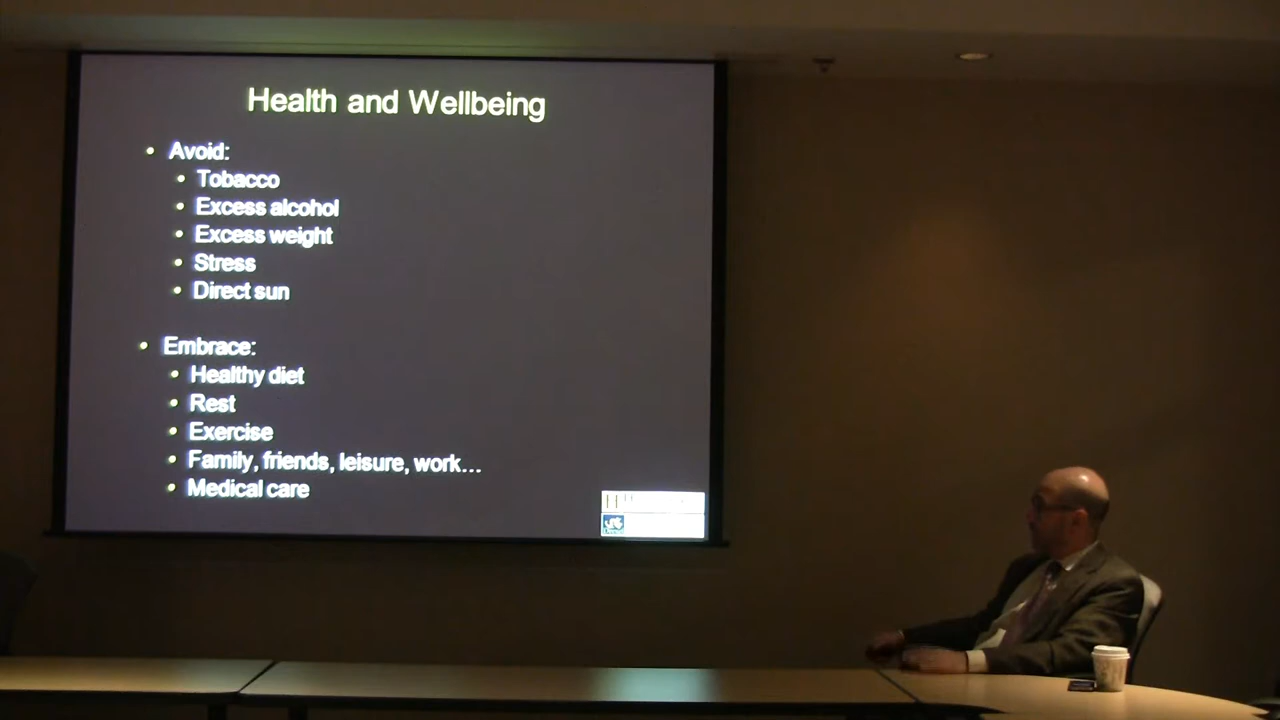 Health and Wellbeing
• Avoid:
• Tobacco
• Excess alcohol
• Excess weight
• Stress
• Direct sun
• Embrace:
• Healthy diet
• Rest
• Exercise
• Family, friends, leisure, work...
• Medical care